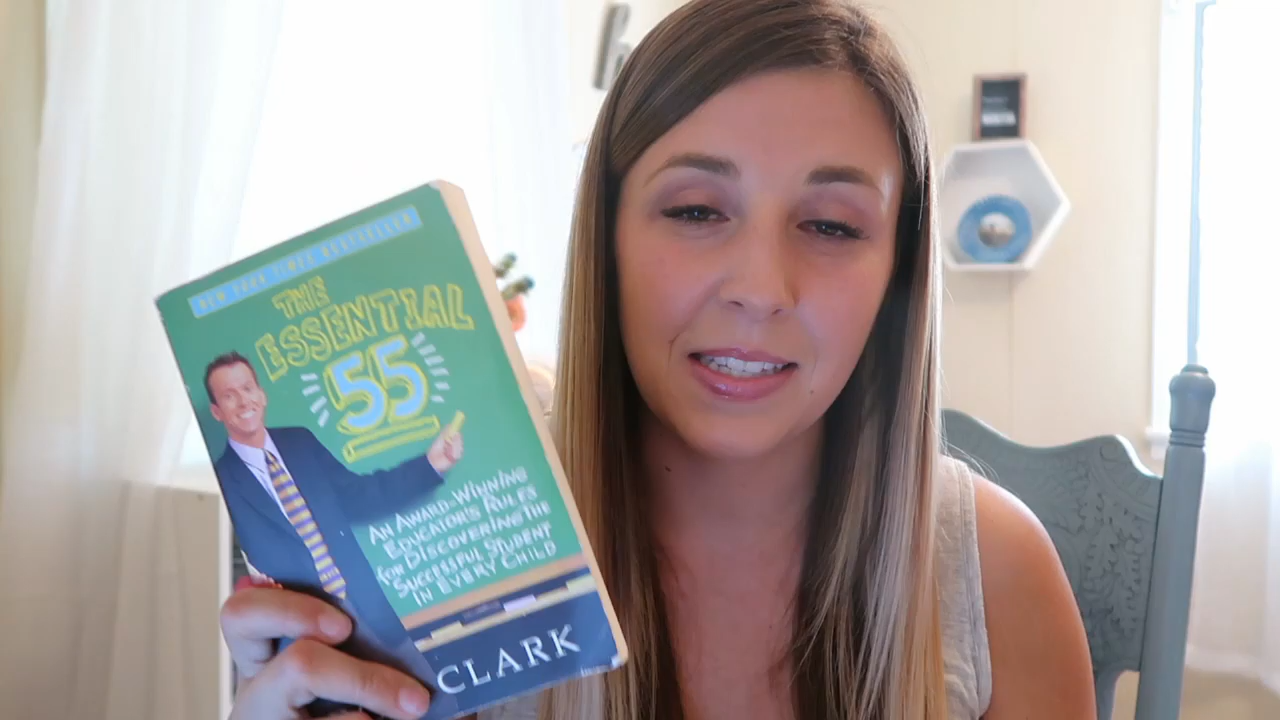 NEW YORK TIMES BESTSELLER
THE
ESSENTIAL
55
AN AWARD-WINNING
EDUCATOR'S RULES
FOR DISCOVERING THE
SUCCESSFUL STUDENT
IN EVERY CHILD
CLARK
h